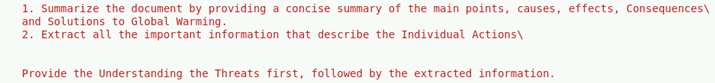 1. Summarize the document by providing a concise summary of the main points, causes, effects, Consequences\
and Solutions to Global Warming.
2. Extract all the important information that describe the Individual Actions\
Provide the Understanding the Threats first, followed by the extracted information.